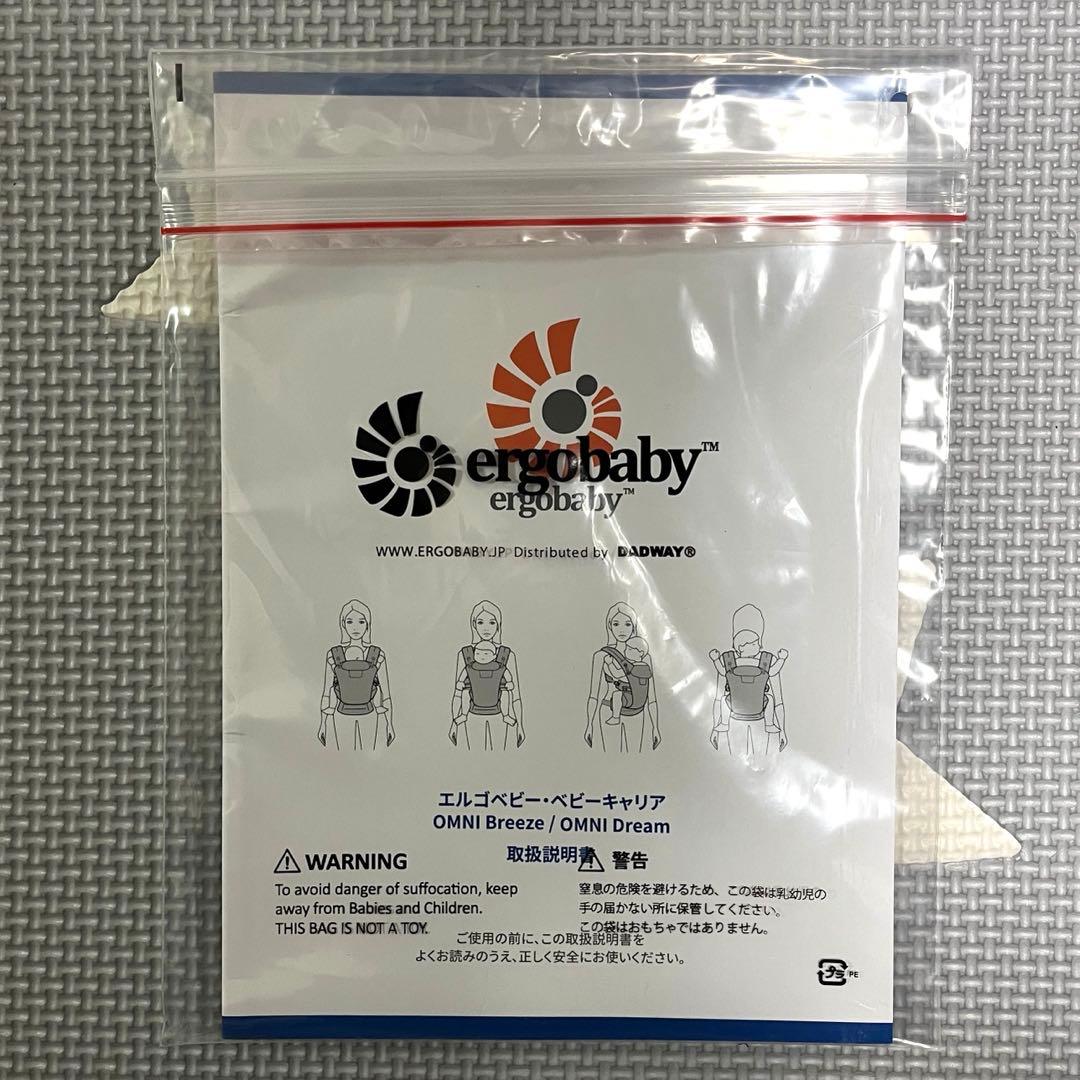 ergobaby™
ergobaby™
WWW.ERGOBABY.JP Distributed by DADWAY®
エルゴベビー・ベビーキャリア
OMNI Breeze / OMNI Dream
取扱説明書
⚠ WARNING
To avoid danger of suffocation, keep
away from Babies and Children.
THIS BAG IS NOT A TOY.
⚠ 警告
窒息の危険を避けるため、この袋は乳幼児の
手の届かない所に保管してください。
この袋はおもちゃではありません。
ご使用の前に、この取扱説明書を
よくお読みのうえ、正しく安全にお使いください。
プラ PE